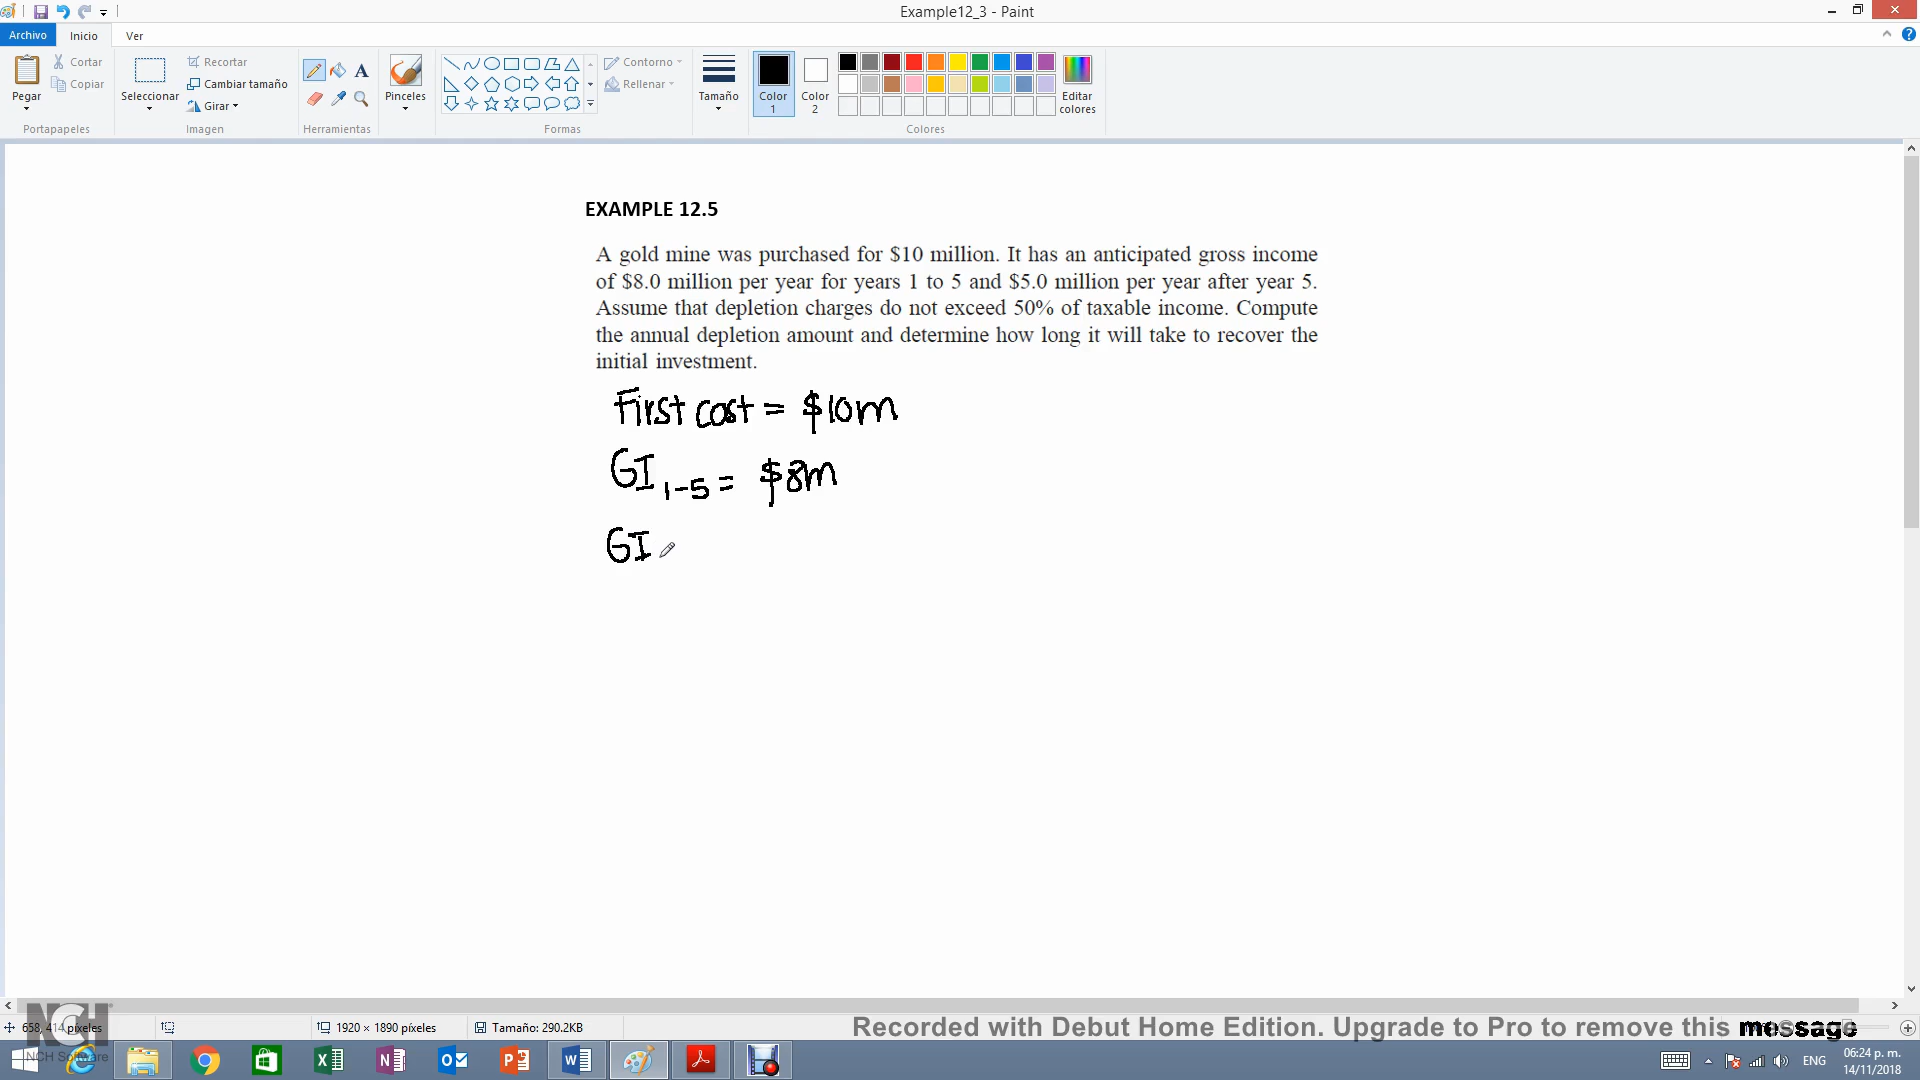 Example12_3 - Paint
Archivo
Inicio
Ver
Pegar
Cortar
Copiar
Portapapeles
Seleccionar
Recortar
Cambiar tamaño
Girar
Imagen
Herramientas
Pinceles
Contorno
Rellenar
Formas
Tamaño
Color 1
Color 2
Editar colores
Colores
EXAMPLE 12.5
A gold mine was purchased for $10 million. It has an anticipated gross income
of $8.0 million per year for years 1 to 5 and $5.0 million per year after year 5.
Assume that depletion charges do not exceed 50% of taxable income. Compute
the annual depletion amount and determine how long it will take to recover the
initial investment.
First cost = $10m
GI 1-5 = $8m
GI
658, 414 píxeles
1920 × 1890 píxeles
Tamaño: 290.2KB
Recorded with Debut Home Edition. Upgrade to Pro to remove this message
NCH
NCH Software
ENG
06:24 p. m.
14/11/2018